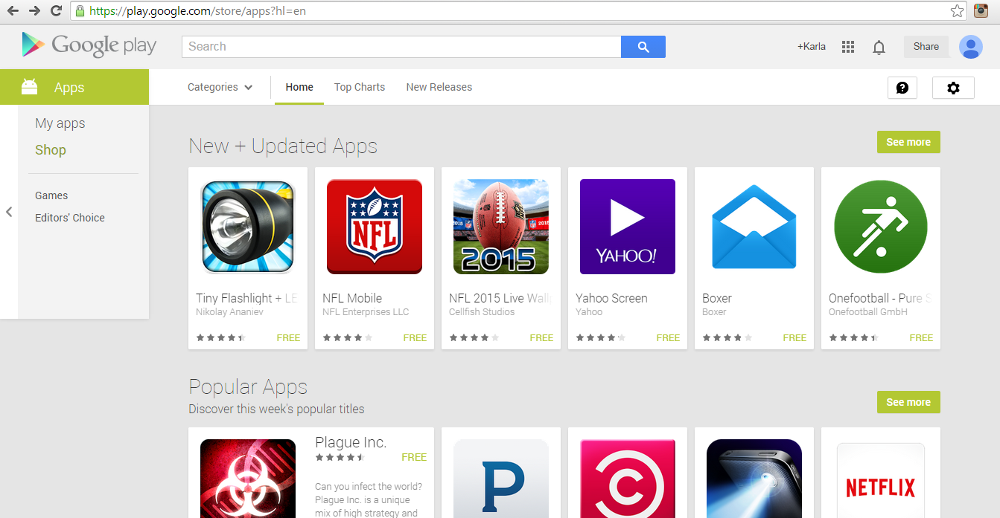 https://play.google.com/store/apps?hl=en
Google play
Search
+Karla
Share
Apps
Categories
Home
Top Charts
New Releases
My apps
Shop
Games
Editors' Choice
New + Updated Apps
See more
NFL
2015
2015
2015
YAHOO!
Tiny Flashlight + LE
Nikolay Ananiev
FREE
NFL Mobile
NFL Enterprises LLC
FREE
NFL 2015 Live Wallp
Cellfish Studios
FREE
Yahoo Screen
Yahoo
FREE
Boxer
Boxer
FREE
Onefootball - Pure S
Onefootball GmbH
FREE
Popular Apps
Discover this week's popular titles
See more
Plague Inc.
FREE
Can you infect the world?
Plague Inc. is a unique
mix of high strategy and
P
NETFLIX